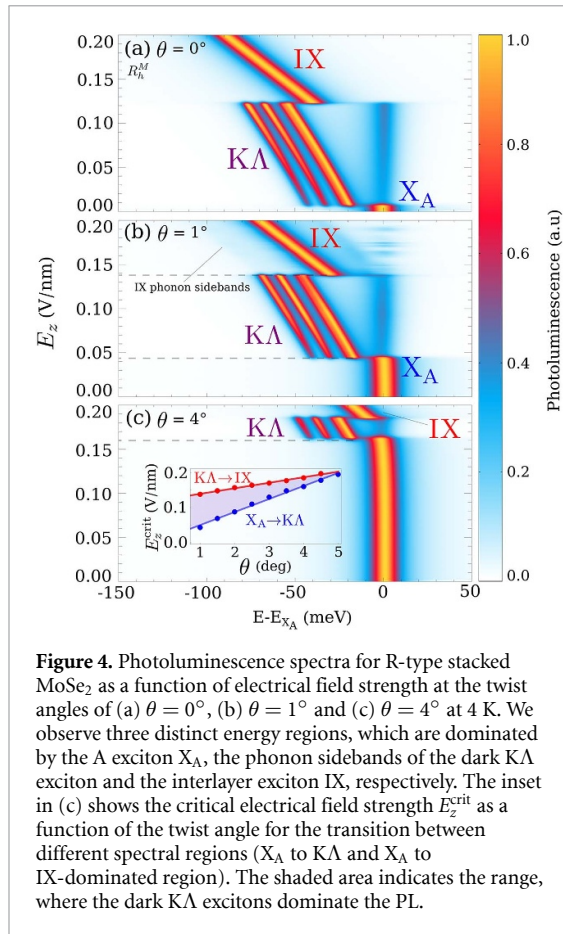 (a) θ = 0°
R_h^M
IX
KΛ
X_A
0.20
0.15
0.10
0.05
0.00
(b) θ = 1°
IX
IX phonon sidebands
KΛ
X_A
0.20
0.15
0.10
0.05
0.00
E_z (V/nm)
(c) θ = 4°
KΛ
IX
0.20
0.15
0.10
0.05
0.00
KΛ→IX
X_A→KΛ
0.2
0.1
0.0
E_z^crit (V/nm)
1 2 3 4 5
θ (deg)
-150 -100 -50 0 50
E-E_X_A (meV)
1.0
0.8
0.6
0.4
0.2
0.0
Photoluminescence (a.u)
Figure 4. Photoluminescence spectra for R-type stacked
MoSe₂ as a function of electrical field strength at the twist
angles of (a) θ = 0°, (b) θ = 1° and (c) θ = 4° at 4 K. We
observe three distinct energy regions, which are dominated
by the A exciton X_A, the phonon sidebands of the dark KΛ
exciton and the interlayer exciton IX, respectively. The inset
in (c) shows the critical electrical field strength E_z^crit as a
function of the twist angle for the transition between
different spectral regions (X_A to KΛ and X_A to
IX-dominated region). The shaded area indicates the range,
where the dark KΛ excitons dominate the PL.